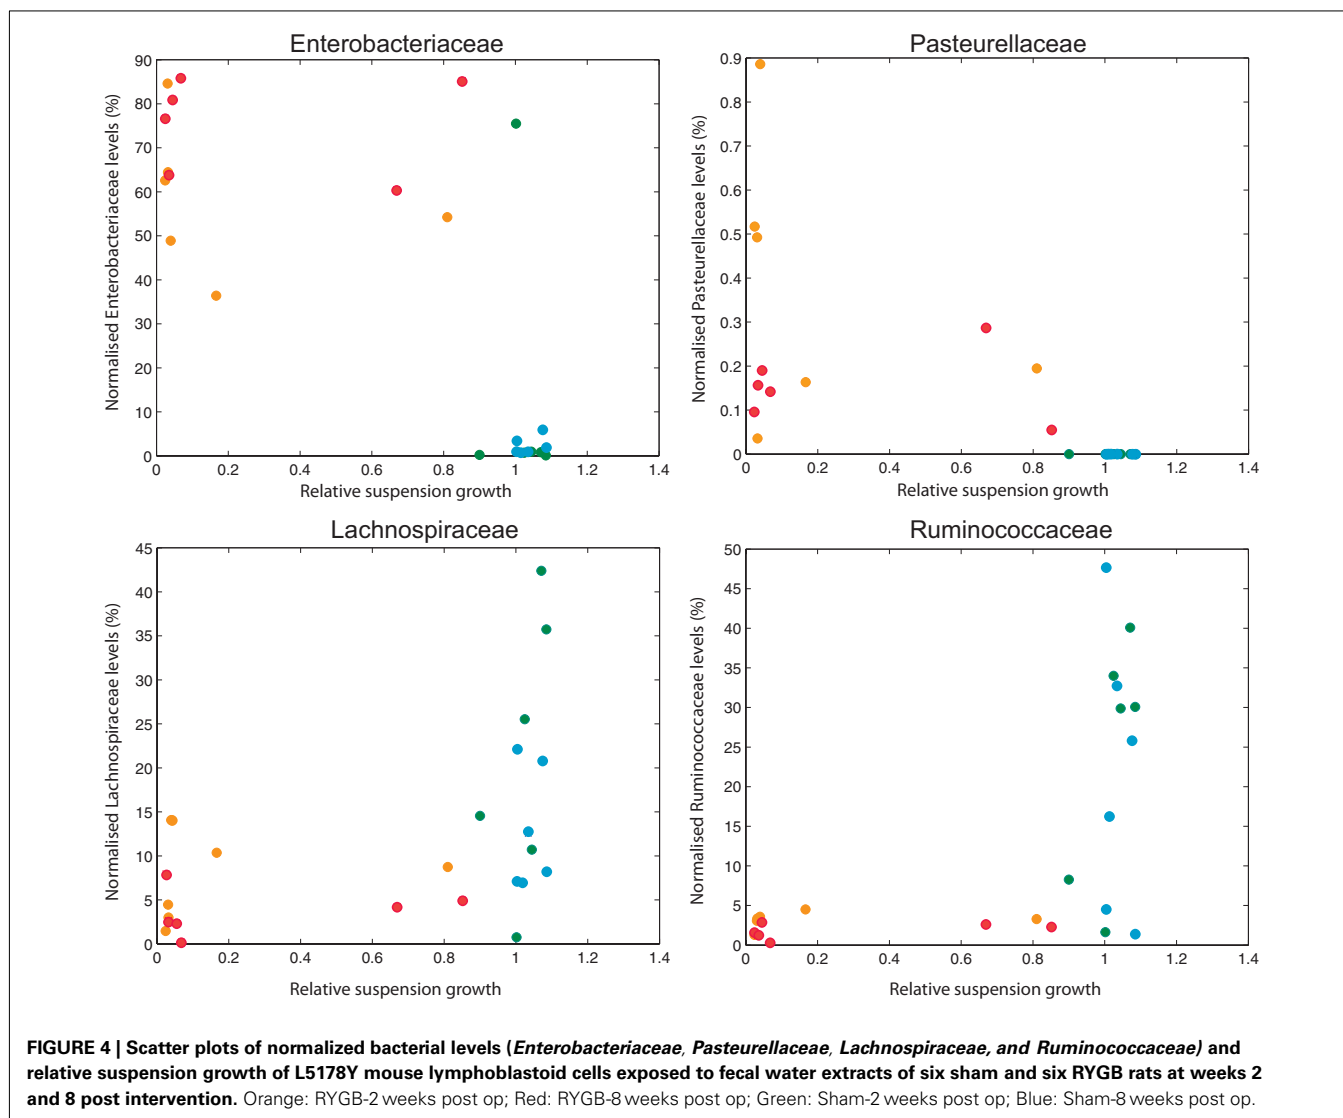 Enterobacteriaceae
Normalised Enterobacteriaceae levels (%)
90
80
70
60
50
40
30
20
10
0
0 0.2 0.4 0.6 0.8 1 1.2 1.4
Relative suspension growth
Pasteurellaceae
Normalised Pasteurellaceae levels (%)
0.9
0.8
0.7
0.6
0.5
0.4
0.3
0.2
0.1
0
0 0.2 0.4 0.6 0.8 1 1.2 1.4
Relative suspension growth
Lachnospiraceae
Normalised Lachnospiraceae levels (%)
45
40
35
30
25
20
15
10
5
0
0 0.2 0.4 0.6 0.8 1 1.2 1.4
Relative suspension growth
Ruminococcaceae
Normalised Ruminococcaceae levels (%)
50
45
40
35
30
25
20
15
10
5
0
0 0.2 0.4 0.6 0.8 1 1.2 1.4
Relative suspension growth
FIGURE 4 | Scatter plots of normalized bacterial levels (Enterobacteriaceae, Pasteurellaceae, Lachnospiraceae, and Ruminococcaceae) and
relative suspension growth of L5178Y mouse lymphoblastoid cells exposed to fecal water extracts of six sham and six RYGB rats at weeks 2
and 8 post intervention. Orange: RYGB-2 weeks post op; Red: RYGB-8 weeks post op; Green: Sham-2 weeks post op; Blue: Sham-8 weeks post op.